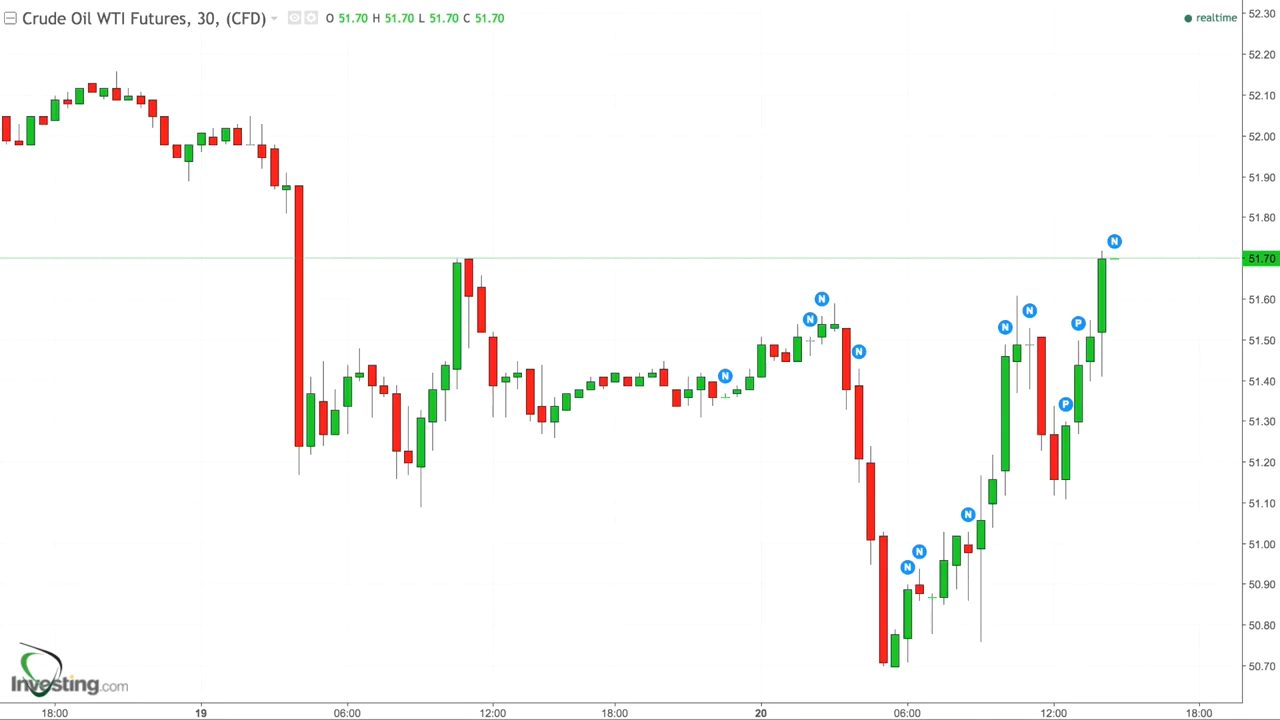 Crude Oil WTI Futures, 30, (CFD) O 51.70 H 51.70 L 51.70 C 51.70
realtime
52.30
52.20
52.10
52.00
51.90
51.80
51.70
51.60
51.50
51.40
51.30
51.20
51.10
51.00
50.90
50.80
50.70
N
N
N
N
N
N
P
N
P
N
N
N
Investing.com
18:00 19 06:00 12:00 18:00 20 06:00 12:00 18:00